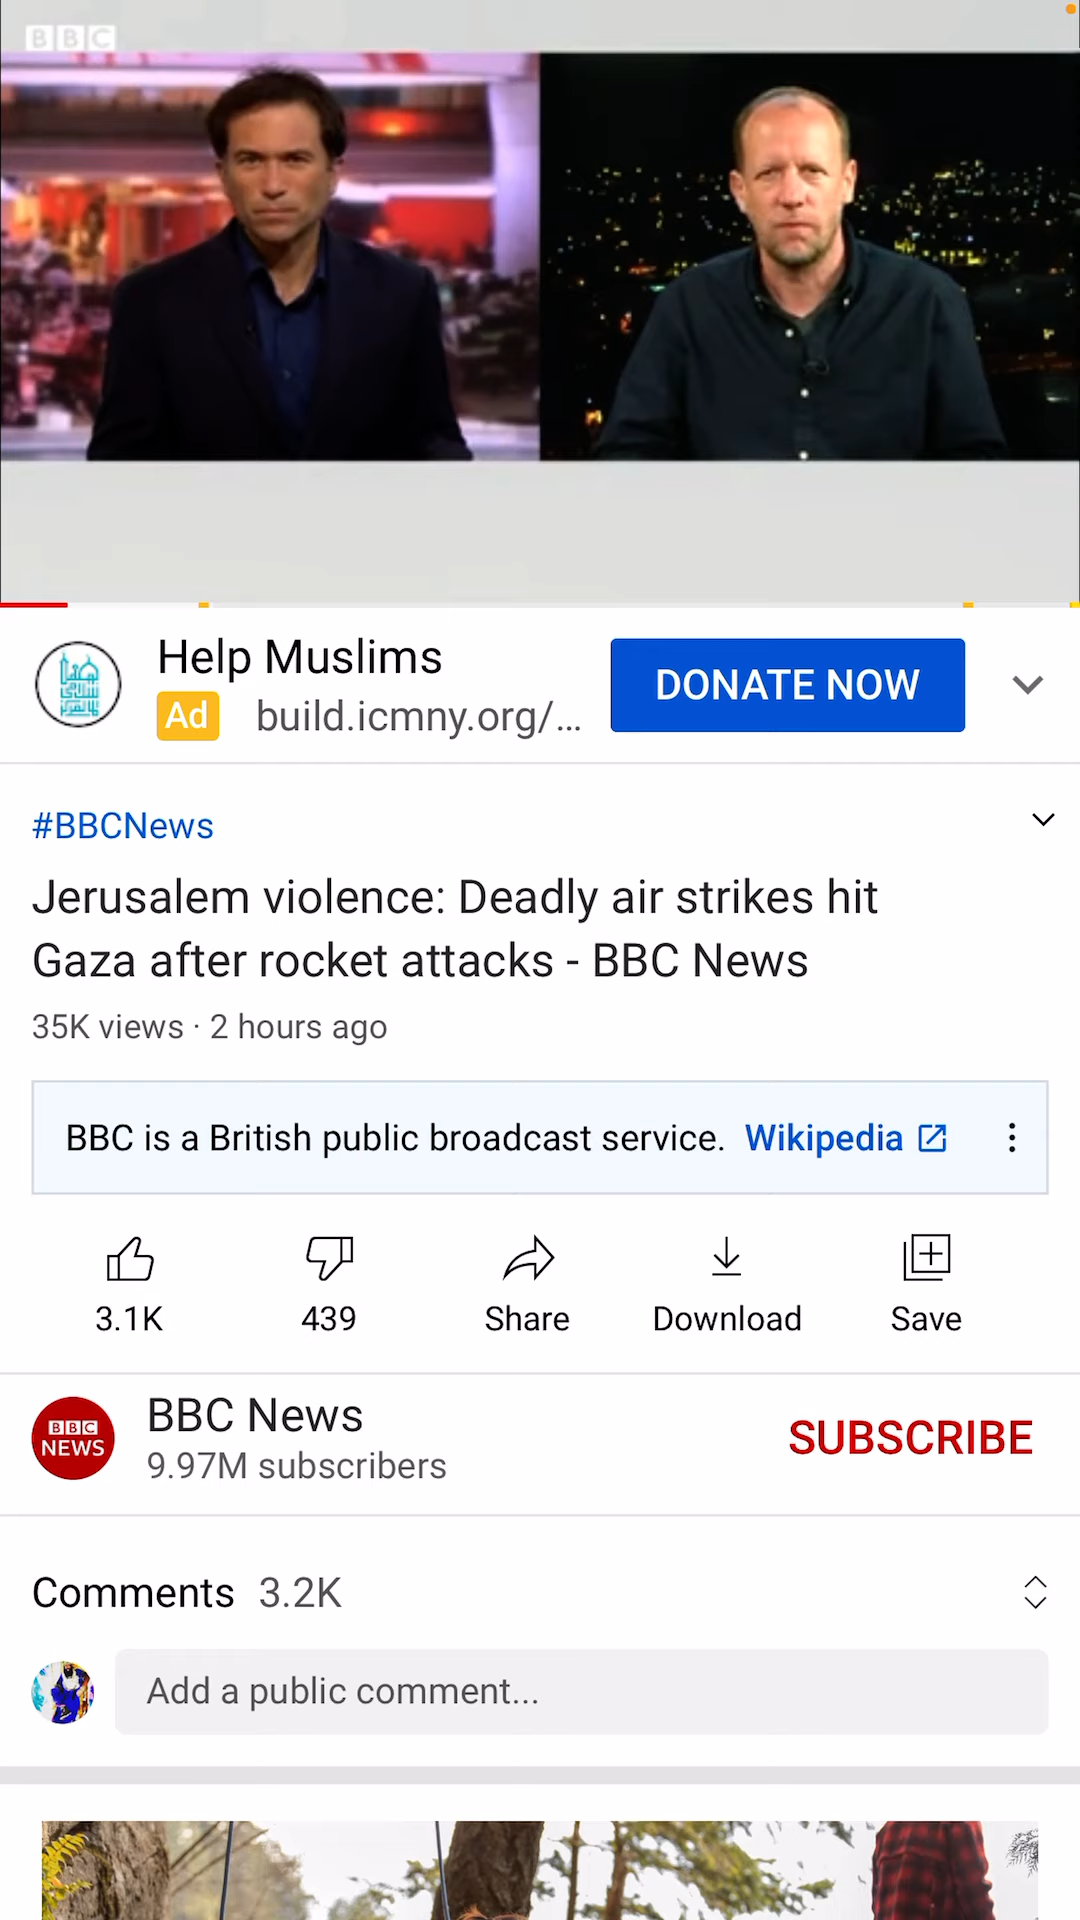 BBC
Help Muslims
DONATE NOW
Ad build.icmny.org/...
#BBCNews
Jerusalem violence: Deadly air strikes hit
Gaza after rocket attacks - BBC News
35K views · 2 hours ago
BBC is a British public broadcast service. Wikipedia
3.1K 439 Share Download Save
BBC NEWS
BBC News
9.97M subscribers
SUBSCRIBE
Comments 3.2K
Add a public comment...